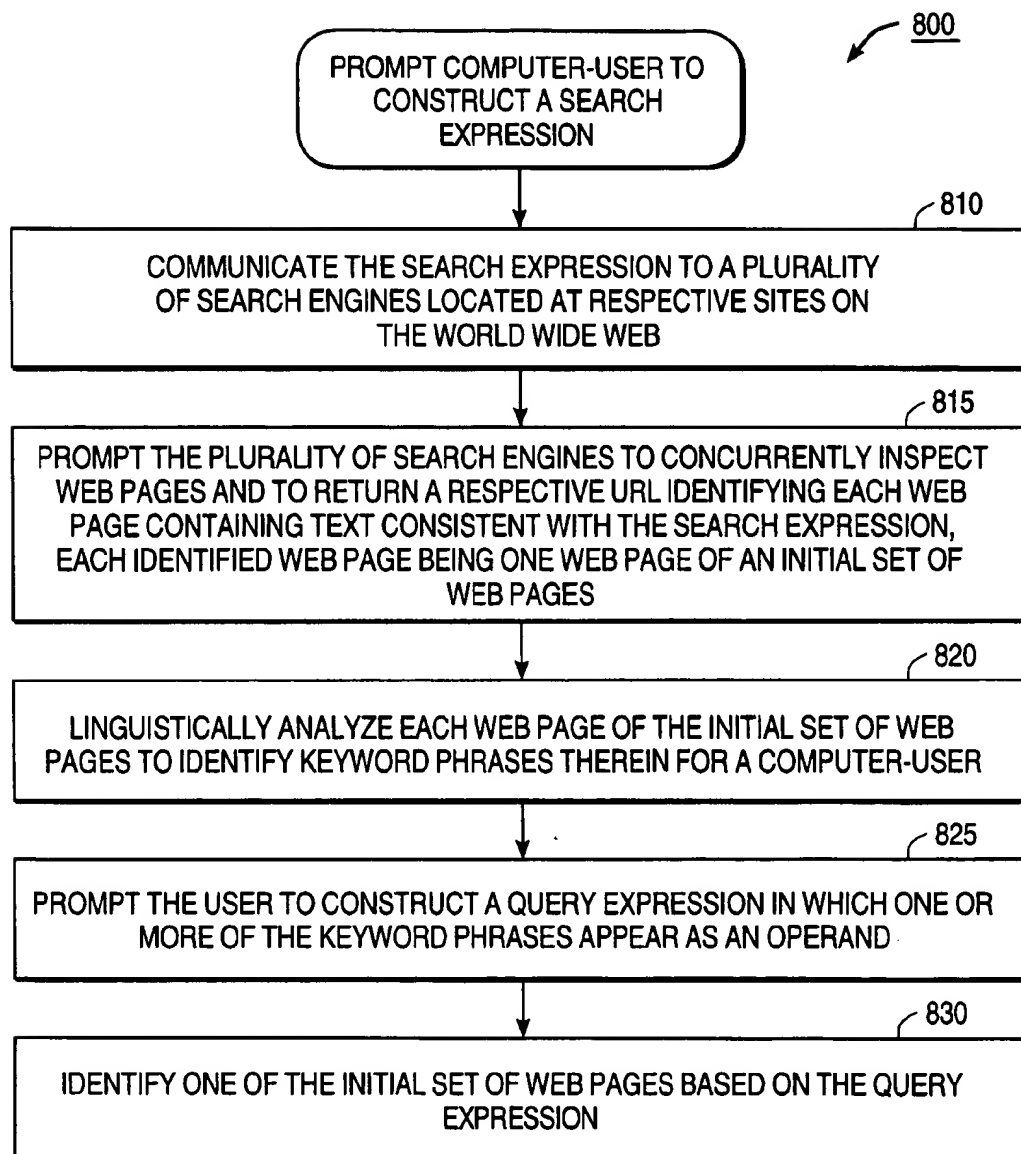 800
PROMPT COMPUTER-USER TO
CONSTRUCT A SEARCH
EXPRESSION
810
COMMUNICATE THE SEARCH EXPRESSION TO A PLURALITY
OF SEARCH ENGINES LOCATED AT RESPECTIVE SITES ON
THE WORLD WIDE WEB
815
PROMPT THE PLURALITY OF SEARCH ENGINES TO CONCURRENTLY INSPECT
WEB PAGES AND TO RETURN A RESPECTIVE URL IDENTIFYING EACH WEB
PAGE CONTAINING TEXT CONSISTENT WITH THE SEARCH EXPRESSION,
EACH IDENTIFIED WEB PAGE BEING ONE WEB PAGE OF AN INITIAL SET OF
WEB PAGES
820
LINGUISTICALLY ANALYZE EACH WEB PAGE OF THE INITIAL SET OF WEB
PAGES TO IDENTIFY KEYWORD PHRASES THEREIN FOR A COMPUTER-USER
825
PROMPT THE USER TO CONSTRUCT A QUERY EXPRESSION IN WHICH ONE OR
MORE OF THE KEYWORD PHRASES APPEAR AS AN OPERAND
830
IDENTIFY ONE OF THE INITIAL SET OF WEB PAGES BASED ON THE QUERY
EXPRESSION